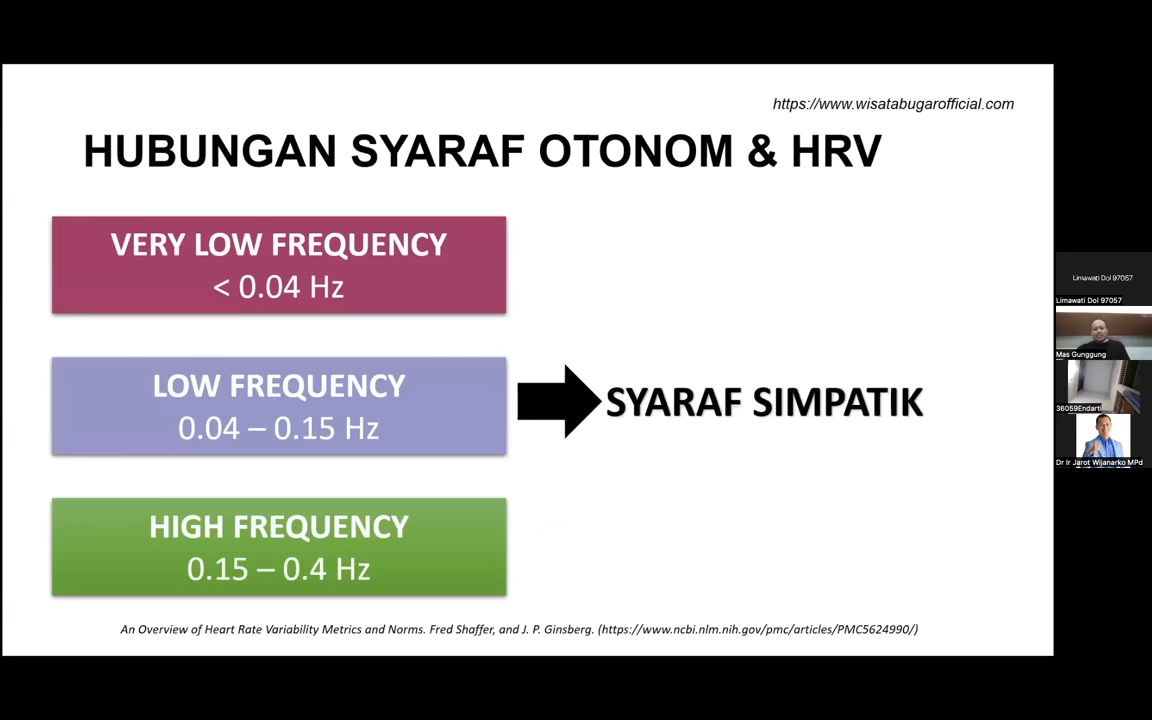 https://www.wisatabugarofficial.com
HUBUNGAN SYARAF OTONOM & HRV
VERY LOW FREQUENCY
< 0.04 Hz
LOW FREQUENCY
0.04 – 0.15 Hz
SYARAF SIMPATIK
HIGH FREQUENCY
0.15 – 0.4 Hz
An Overview of Heart Rate Variability Metrics and Norms. Fred Shaffer, and J. P. Ginsberg. (https://www.ncbi.nlm.nih.gov/pmc/articles/PMC5624990/)
Limawati Dol 97057
Limawati Dol 97057
Mas Gunggung
36059Endarti
Dr Ir Jarot Wijanarko MPd